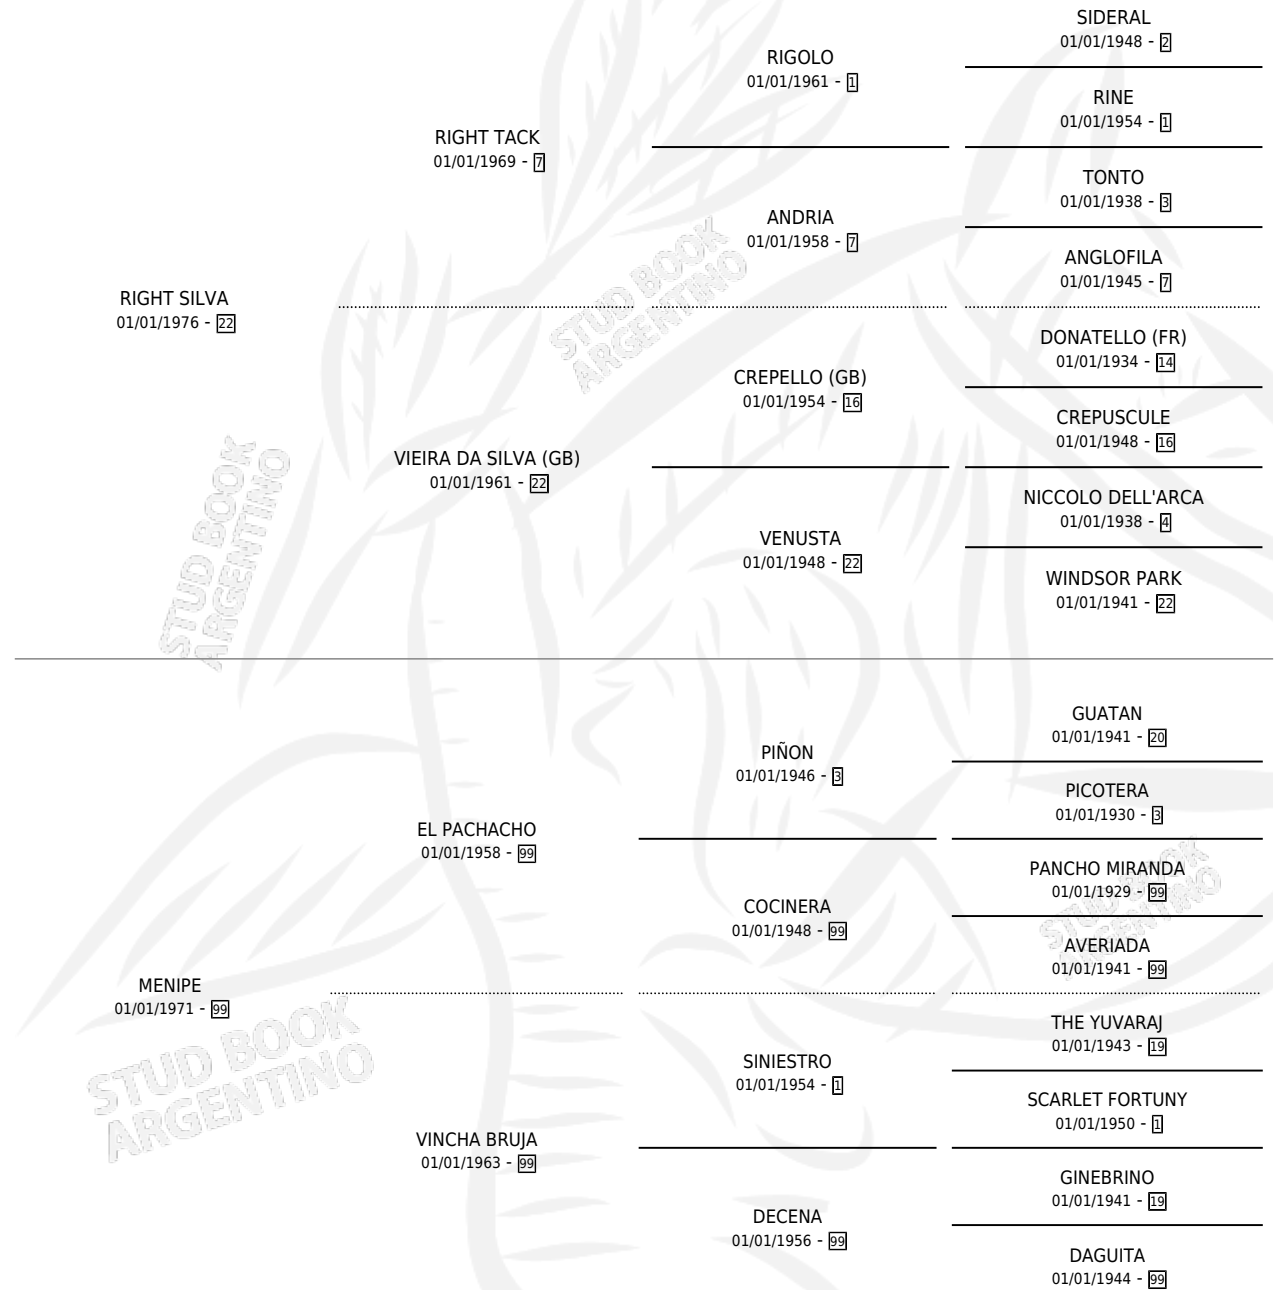 SIDERAL
01/01/1948 - 2
RIGOLO
01/01/1961 - 1
RINE
01/01/1954 - 1
RIGHT TACK
01/01/1969 - 7
TONTO
01/01/1938 - 3
ANDRIA
01/01/1958 - 7
ANGLOFILA
01/01/1945 - 7
RIGHT SILVA
01/01/1976 - 22
DONATELLO (FR)
01/01/1934 - 14
CREPELLO (GB)
01/01/1954 - 16
CREPUSCULE
01/01/1948 - 16
VIEIRA DA SILVA (GB)
01/01/1961 - 22
NICCOLO DELL'ARCA
01/01/1938 - 4
VENUSTA
01/01/1948 - 22
WINDSOR PARK
01/01/1941 - 22
GUATAN
01/01/1941 - 20
PIÑON
01/01/1946 - 3
PICOTERA
01/01/1930 - 3
EL PACHACHO
01/01/1958 - 99
PANCHO MIRANDA
01/01/1929 - 99
COCINERA
01/01/1948 - 99
AVERIADA
01/01/1941 - 99
MENIPE
01/01/1971 - 99
THE YUVARAJ
01/01/1943 - 19
SINIESTRO
01/01/1954 - 1
SCARLET FORTUNY
01/01/1950 - 1
VINCHA BRUJA
01/01/1963 - 99
GINEBRINO
01/01/1941 - 19
DECENA
01/01/1956 - 99
DAGUITA
01/01/1944 - 99
STUD BOOK
ARGENTINO
STUD BOOK
ARGENTINO
STUD BOOK
ARGENTINO
STUD BOOK
ARGENTINO